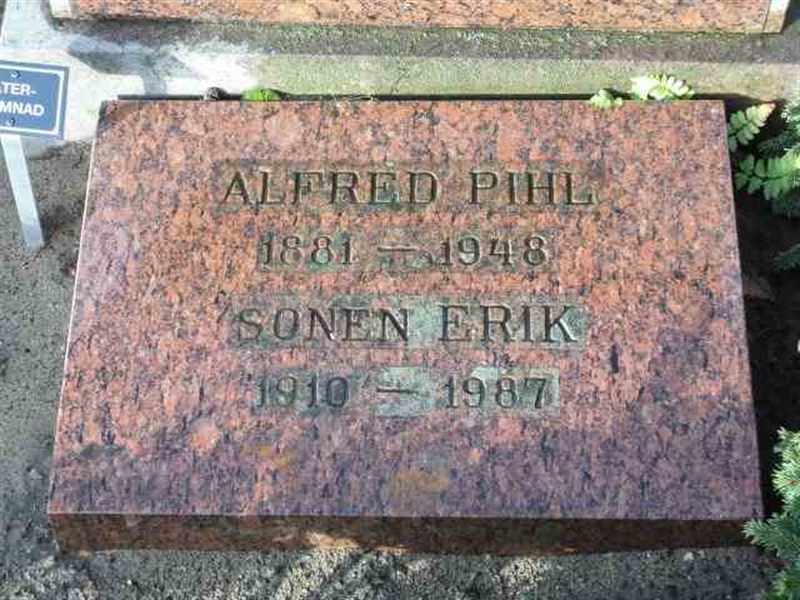 ALFRED PIHL
1881 — 1948
SONEN ERIK
1910 — 1987